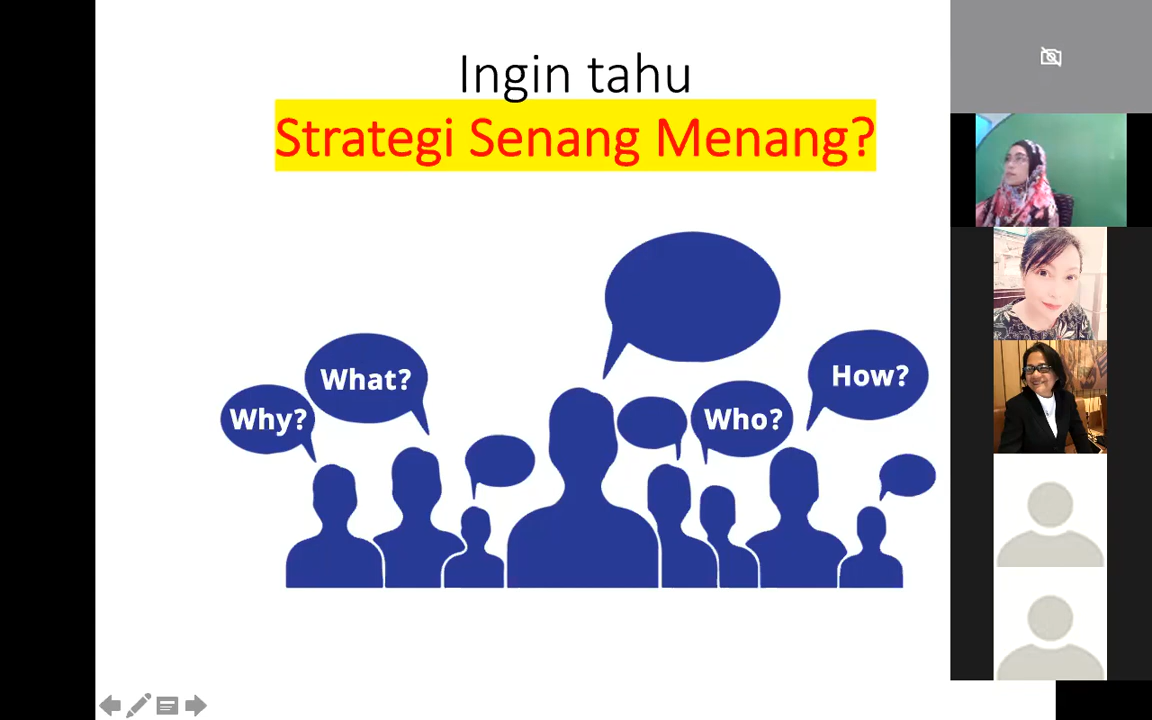 Ingin tahu
Strategi Senang Menang?
What?
How?
Why?
Who?